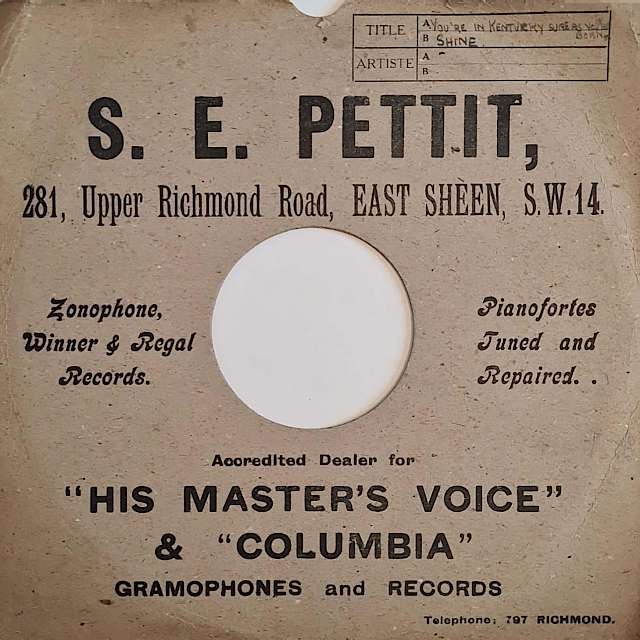 TITLE A YOU'RE IN KENTUCKY SURE AS YOU'RE BORN
B SHINE
ARTISTE A -
B
S. E. PETTIT,
281, Upper Richmond Road, EAST SHEEN, S.W.14.
Zonophone,
Winner & Regal
Records.
Pianofortes
Tuned and
Repaired. .
Accredited Dealer for
"HIS MASTER'S VOICE"
& "COLUMBIA"
GRAMOPHONES and RECORDS
Telephone: 797 RICHMOND.